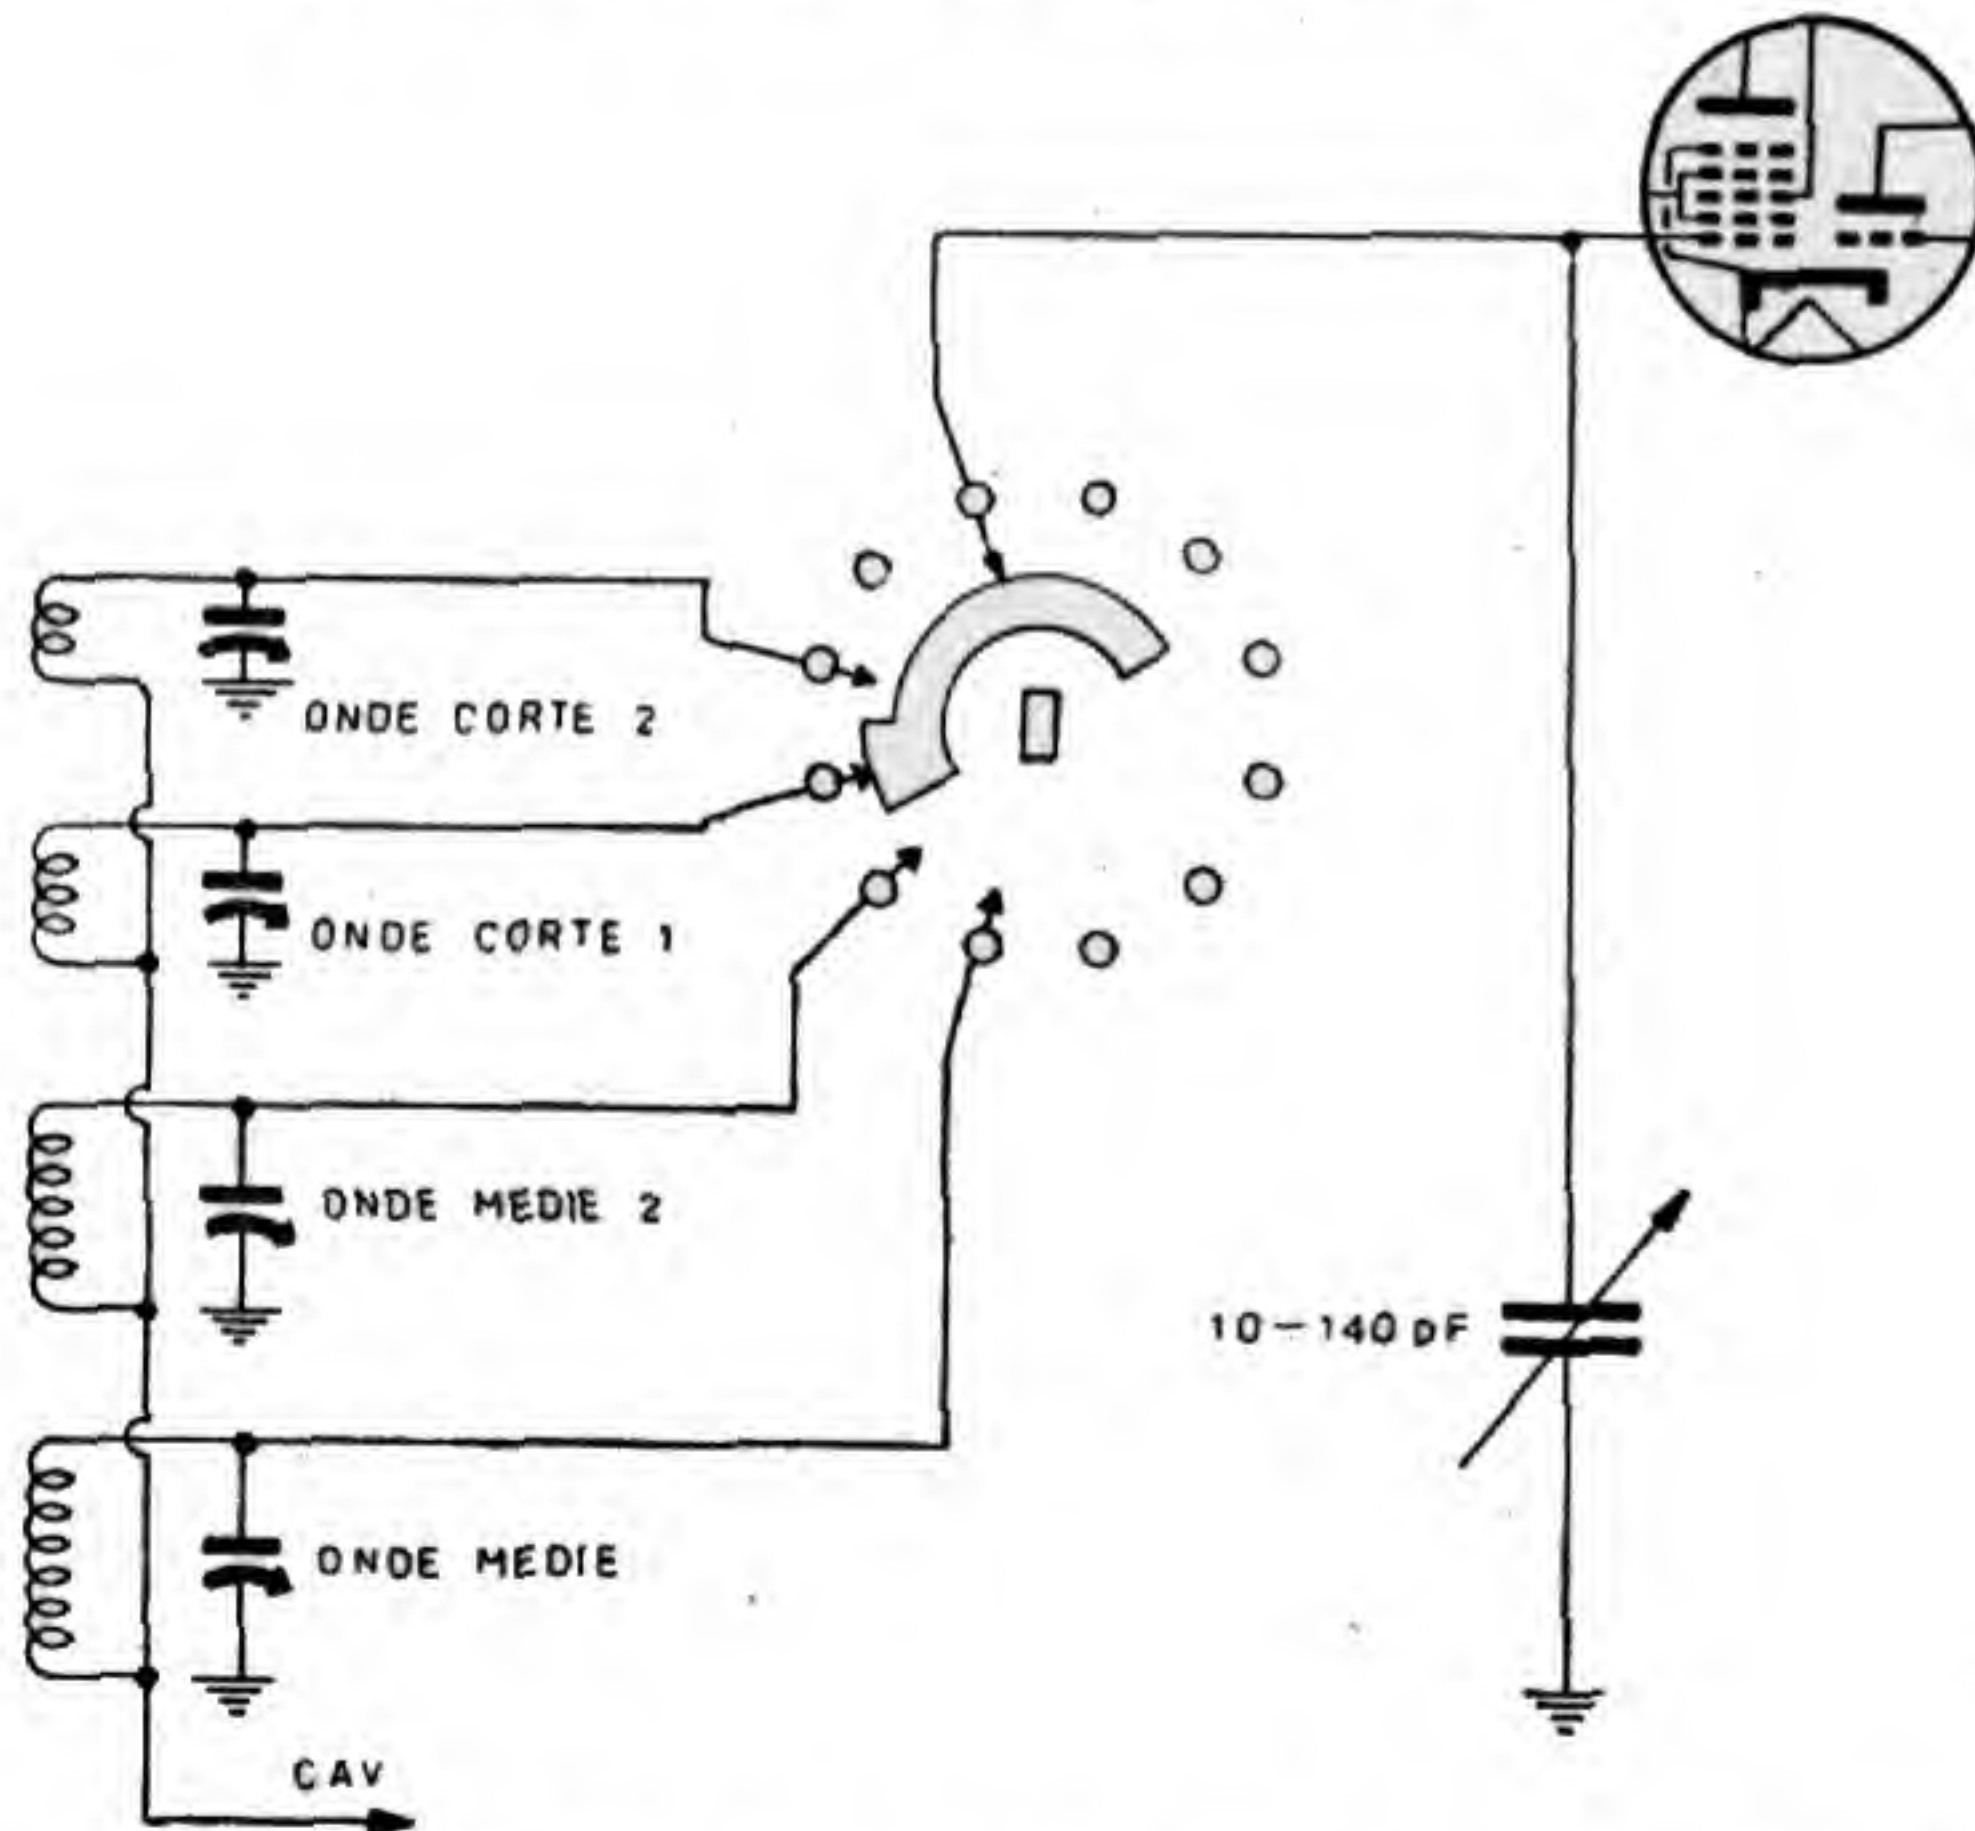 ONDE CORTE 2
ONDE CORTE 1
ONDE MEDIE 2
10-140 pF
ONDE MEDIE
CAV